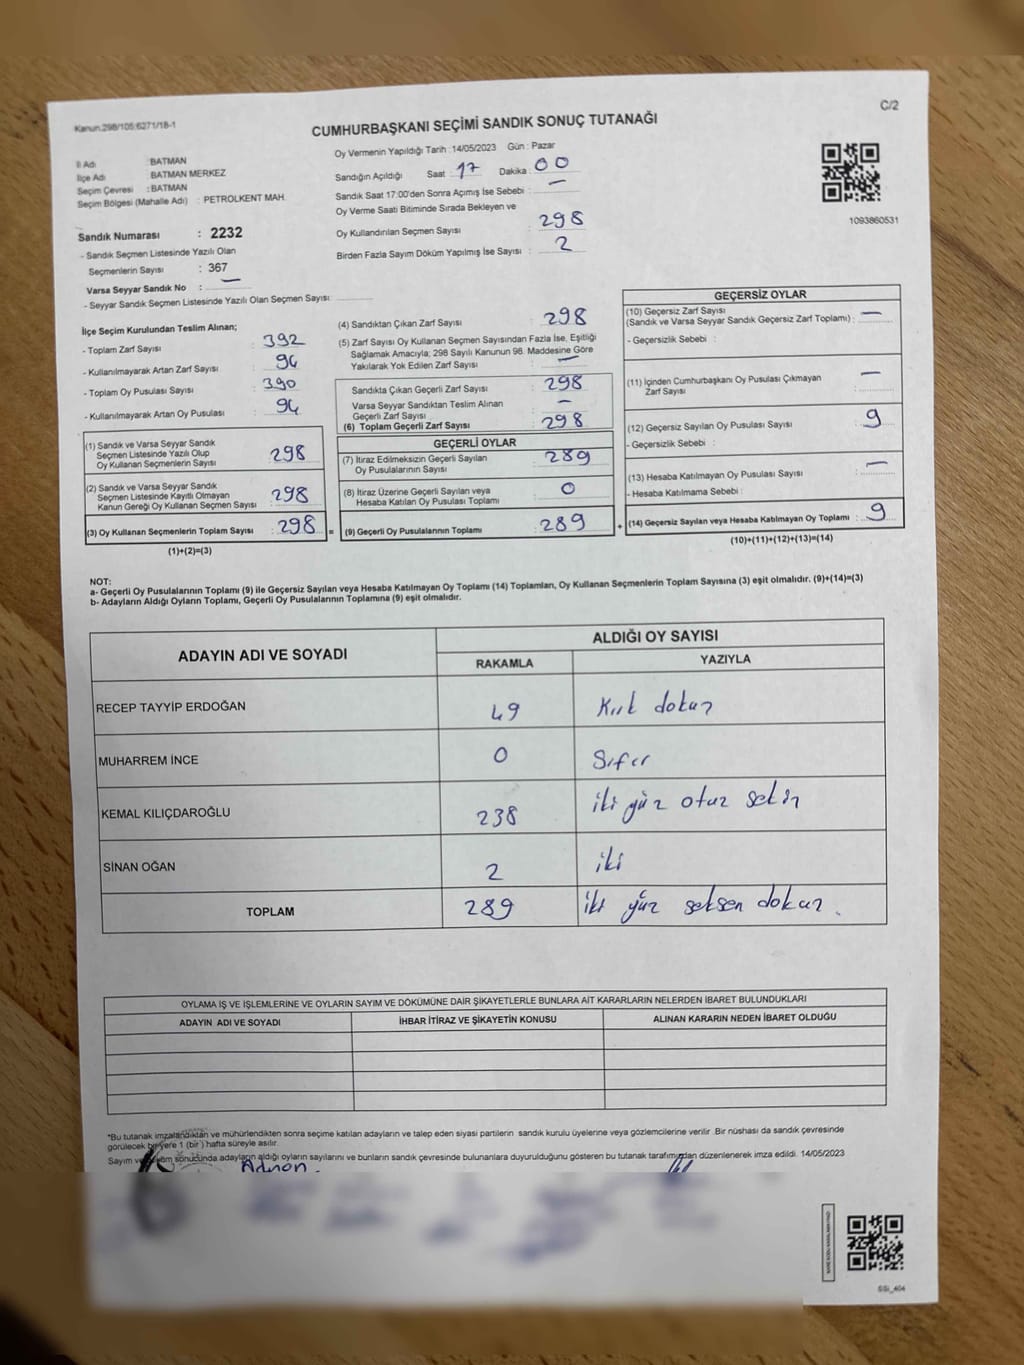 Kanun:298/105:6271/18-1
C/2
CUMHURBAŞKANI SEÇİMİ SANDIK SONUÇ TUTANAĞI
İl Adı : BATMAN
İlçe Adı : BATMAN MERKEZ
Seçim Çevresi : BATMAN
Seçim Bölgesi (Mahalle Adı) : PETROLKENT MAH.
Sandık Numarası : 2232
- Sandık Seçmen Listesinde Yazılı Olan
Seçmenlerin Sayısı : 367
Varsa Seyyar Sandık No : —
- Seyyar Sandık Seçmen Listesinde Yazılı Olan Seçmen Sayısı:
Oy Vermenin Yapıldığı Tarih : 14/05/2023 Gün : Pazar
Sandığın Açıldığı Saat : 17 Dakika : 00
Sandık Saat 17:00'den Sonra Açımış İse Sebebi : —
Oy Verme Saati Bitiminde Sırada Bekleyen ve
Oy Kullandırılan Seçmen Sayısı : 298
Birden Fazla Sayım Döküm Yapılmış İse Sayısı : 2
1093860531
İlçe Seçim Kurulundan Teslim Alınan;
- Toplam Zarf Sayısı : 392
- Kullanılmayarak Artan Zarf Sayısı : 94
- Toplam Oy Pusulası Sayısı : 390
- Kullanılmayarak Artan Oy Pusulası : 94
(1) Sandık ve Varsa Seyyar Sandık
Seçmen Listesinde Yazılı Olup
Oy Kullanan Seçmenlerin Sayısı : 298
(2) Sandık ve Varsa Seyyar Sandık
Seçmen Listesinde Kayıtlı Olmayan
Kanun Gereği Oy Kullanan Seçmen Sayısı : 298
(3) Oy Kullanan Seçmenlerin Toplam Sayısı : 298 =
(1)+(2)=(3)
(4) Sandıktan Çıkan Zarf Sayısı : 298
(5) Zarf Sayısı Oy Kullanan Seçmen Sayısından Fazla İse, Eşitliği
Sağlamak Amacıyla; 298 Sayılı Kanunun 98. Maddesine Göre
Yakılarak Yok Edilen Zarf Sayısı : —
Sandıkta Çıkan Geçerli Zarf Sayısı : 298
Varsa Seyyar Sandıktan Teslim Alınan
Geçerli Zarf Sayısı : —
(6) Toplam Geçerli Zarf Sayısı : 298
GEÇERLİ OYLAR
(7) İtiraz Edilmeksizin Geçerli Sayılan
Oy Pusulalarının Sayısı : 289
(8) İtiraz Üzerine Geçerli Sayılan veya
Hesaba Katılan Oy Pusulası Toplamı : 0
(9) Geçerli Oy Pusulalarının Toplamı : 289 +
GEÇERSİZ OYLAR
(10) Geçersiz Zarf Sayısı
(Sandık ve Varsa Seyyar Sandık Geçersiz Zarf Toplamı) : —
- Geçersizlik Sebebi :
(11) İçinden Cumhurbaşkanı Oy Pusulası Çıkmayan
Zarf Sayısı : —
(12) Geçersiz Sayılan Oy Pusulası Sayısı : 9
- Geçersizlik Sebebi :
(13) Hesaba Katılmayan Oy Pusulası Sayısı : —
- Hesaba Katılmama Sebebi :
(14) Geçersiz Sayılan veya Hesaba Katılmayan Oy Toplamı : 9
(10)+(11)+(12)+(13)=(14)
NOT:
a- Geçerli Oy Pusulalarının Toplamı (9) ile Geçersiz Sayılan veya Hesaba Katılmayan Oy Toplamı (14) Toplamları, Oy Kullanan Seçmenlerin Toplam Sayısına (3) eşit olmalıdır. (9)+(14)=(3)
b- Adayların Aldığı Oyların Toplamı, Geçerli Oy Pusulalarının Toplamına (9) eşit olmalıdır.
ADAYIN ADI VE SOYADI
ALDIĞI OY SAYISI
RAKAMLA YAZIYLA
RECEP TAYYİP ERDOĞAN 49 Kırk dokuz
MUHARREM İNCE 0 Sıfır
KEMAL KILIÇDAROĞLU 238 iki yüz otuz sekiz
SİNAN OĞAN 2 iki
TOPLAM 289 iki yüz seksen dokuz.
OYLAMA İŞ VE İŞLEMLERİNE VE OYLARIN SAYIM VE DÖKÜMÜNE DAİR ŞİKAYETLERLE BUNLARA AİT KARARLARIN NELERDEN İBARET BULUNDUKLARI
ADAYIN ADI VE SOYADI İHBAR İTİRAZ VE ŞİKAYETİN KONUSU ALINAN KARARIN NEDEN İBARET OLDUĞU
*Bu tutanak imzalandıktan ve mühürlendikten sonra seçime katılan adayların ve talep eden siyasi partilerin sandık kurulu üyelerine veya gözlemcilerine verilir. Bir nüshası da sandık çevresinde
görülecek bir yere 1 (bir) hafta süreyle asılır.
Sayım ve döküm sonucunda adayların aldığı oyların sayılarını ve bunların sandık çevresinde bulunanlara duyurulduğunu gösteren bu tutanak tarafımızdan düzenlenerek imza edildi. 14/05/2023
Adnan
SSi_404